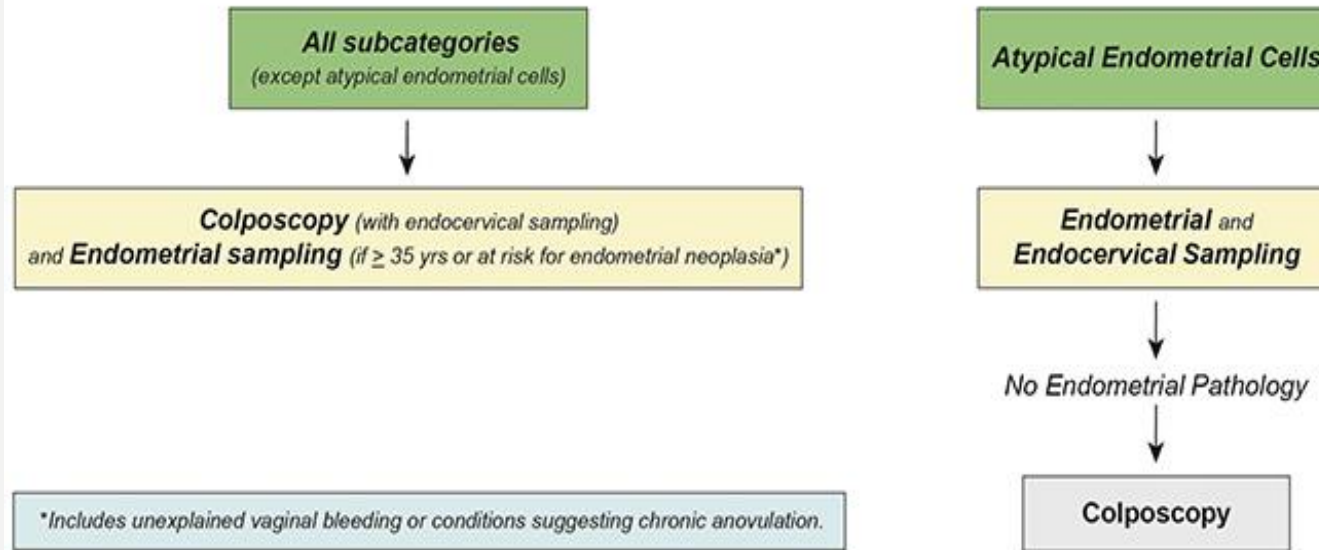 All subcategories
(except atypical endometrial cells)
Colposcopy (with endocervical sampling)
and Endometrial sampling (if ≥ 35 yrs or at risk for endometrial neoplasia*)
*Includes unexplained vaginal bleeding or conditions suggesting chronic anovulation.
Atypical Endometrial Cells
Endometrial and
Endocervical Sampling
No Endometrial Pathology
Colposcopy